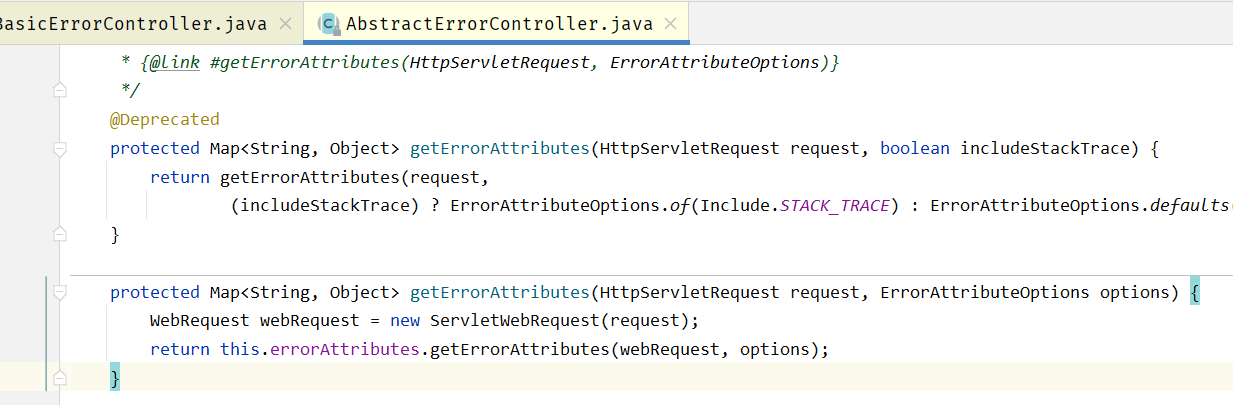 BasicErrorController.java
AbstractErrorController.java
* {@link #getErrorAttributes(HttpServletRequest, ErrorAttributeOptions)}
*/
@Deprecated
protected Map<String, Object> getErrorAttributes(HttpServletRequest request, boolean includeStackTrace) {
return getErrorAttributes(request,
(includeStackTrace) ? ErrorAttributeOptions.of(Include.STACK_TRACE) : ErrorAttributeOptions.defaults(
}
protected Map<String, Object> getErrorAttributes(HttpServletRequest request, ErrorAttributeOptions options) {
WebRequest webRequest = new ServletWebRequest(request);
return this.errorAttributes.getErrorAttributes(webRequest, options);
}